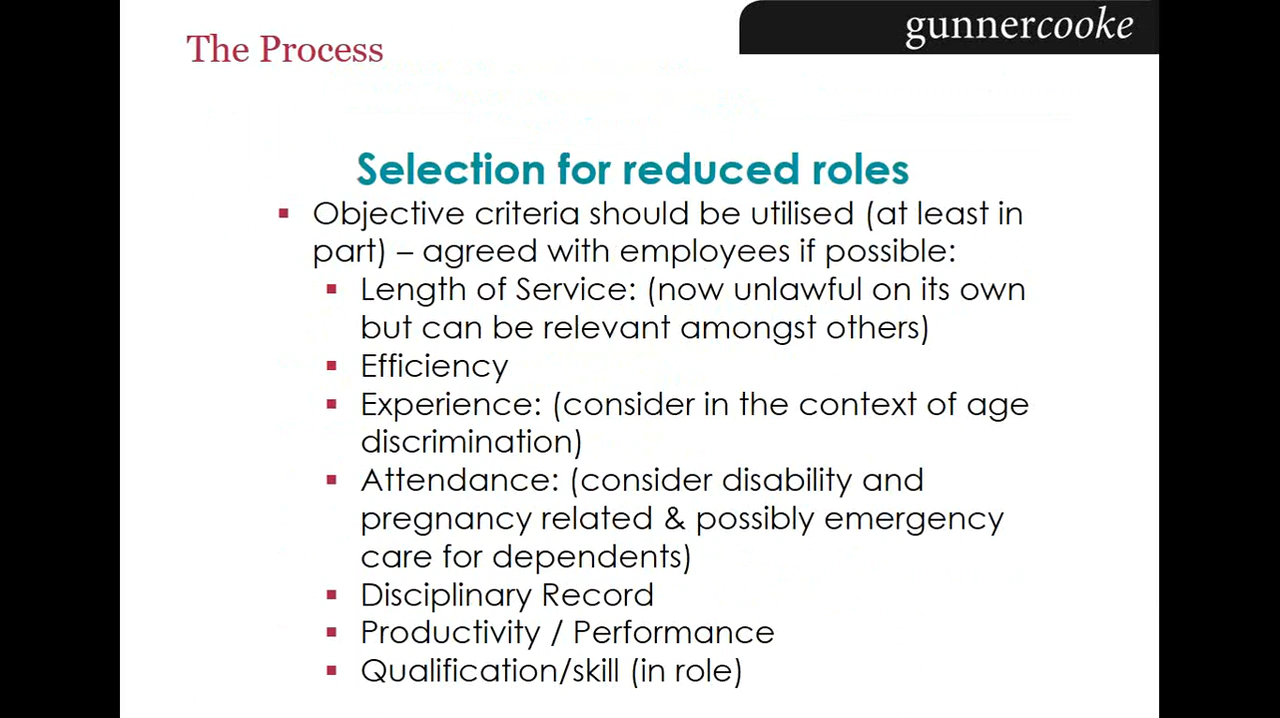 The Process
gunnercooke
Selection for reduced roles
Objective criteria should be utilised (at least in
part) – agreed with employees if possible:
Length of Service: (now unlawful on its own
but can be relevant amongst others)
Efficiency
Experience: (consider in the context of age
discrimination)
Attendance: (consider disability and
pregnancy related & possibly emergency
care for dependents)
Disciplinary Record
Productivity / Performance
Qualification/skill (in role)